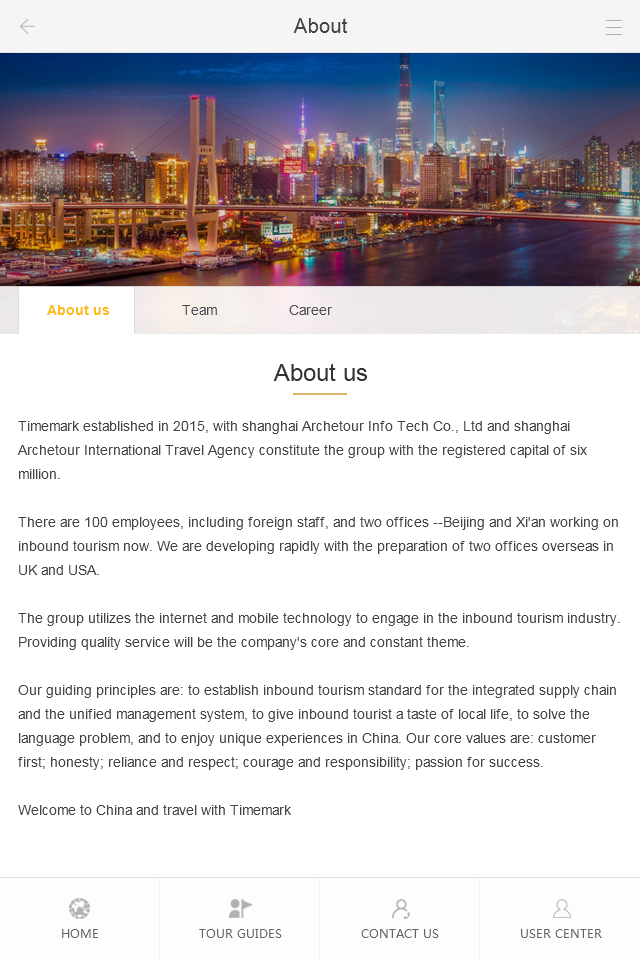 About
About us
Team
Career
About us
Timemark established in 2015, with shanghai Archetour Info Tech Co., Ltd and shanghai
Archetour International Travel Agency constitute the group with the registered capital of six
million.
There are 100 employees, including foreign staff, and two offices --Beijing and Xi'an working on
inbound tourism now. We are developing rapidly with the preparation of two offices overseas in
UK and USA.
The group utilizes the internet and mobile technology to engage in the inbound tourism industry.
Providing quality service will be the company's core and constant theme.
Our guiding principles are: to establish inbound tourism standard for the integrated supply chain
and the unified management system, to give inbound tourist a taste of local life, to solve the
language problem, and to enjoy unique experiences in China. Our core values are: customer
first; honesty; reliance and respect; courage and responsibility; passion for success.
Welcome to China and travel with Timemark
HOME
TOUR GUIDES
CONTACT US
USER CENTER